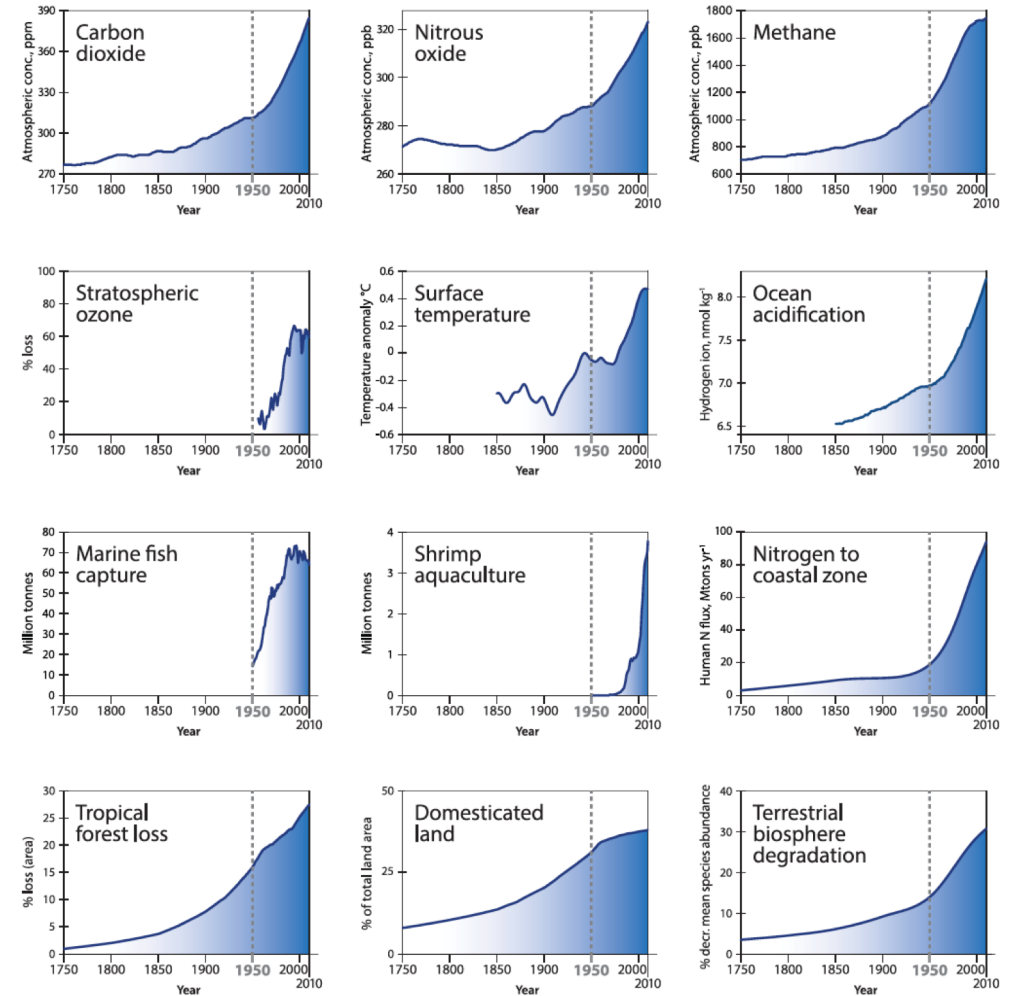 Carbon
dioxide
Atmospheric conc., ppm
390
360
330
300
270
1750 1800 1850 1900 1950 2000
2010
Year
Nitrous
oxide
Atmospheric conc., ppb
320
300
280
260
1750 1800 1850 1900 1950 2000
2010
Year
Methane
Atmospheric conc., ppb
1800
1600
1400
1200
1000
800
600
1750 1800 1850 1900 1950 2000
2010
Year
Stratospheric
ozone
% loss
100
80
60
40
20
0
1750 1800 1850 1900 1950 2000
2010
Year
Surface
temperature
Temperature anomaly °C
0.6
0.4
0.2
0
-0.2
-0.4
-0.6
1750 1800 1850 1900 1950 2000
2010
Year
Ocean
acidification
Hydrogen ion, nmol kg⁻¹
8.0
7.5
7.0
6.5
1750 1800 1850 1900 1950 2000
2010
Year
Marine fish
capture
Million tonnes
80
70
60
50
40
30
20
10
0
1750 1800 1850 1900 1950 2000
2010
Year
Shrimp
aquaculture
Million tonnes
4
3
2
1
0
1750 1800 1850 1900 1950 2000
2010
Year
Nitrogen to
coastal zone
Human N flux, Mtons yr⁻¹
100
80
60
40
20
0
1750 1800 1850 1900 1950 2000
2010
Year
Tropical
forest loss
% loss (area)
30
25
20
15
10
5
0
1750 1800 1850 1900 1950 2000
2010
Year
Domesticated
land
% of total land area
50
25
0
1750 1800 1850 1900 1950 2000
2010
Year
Terrestrial
biosphere
degradation
% decr. mean species abundance
40
30
20
10
0
1750 1800 1850 1900 1950 2000
2010
Year